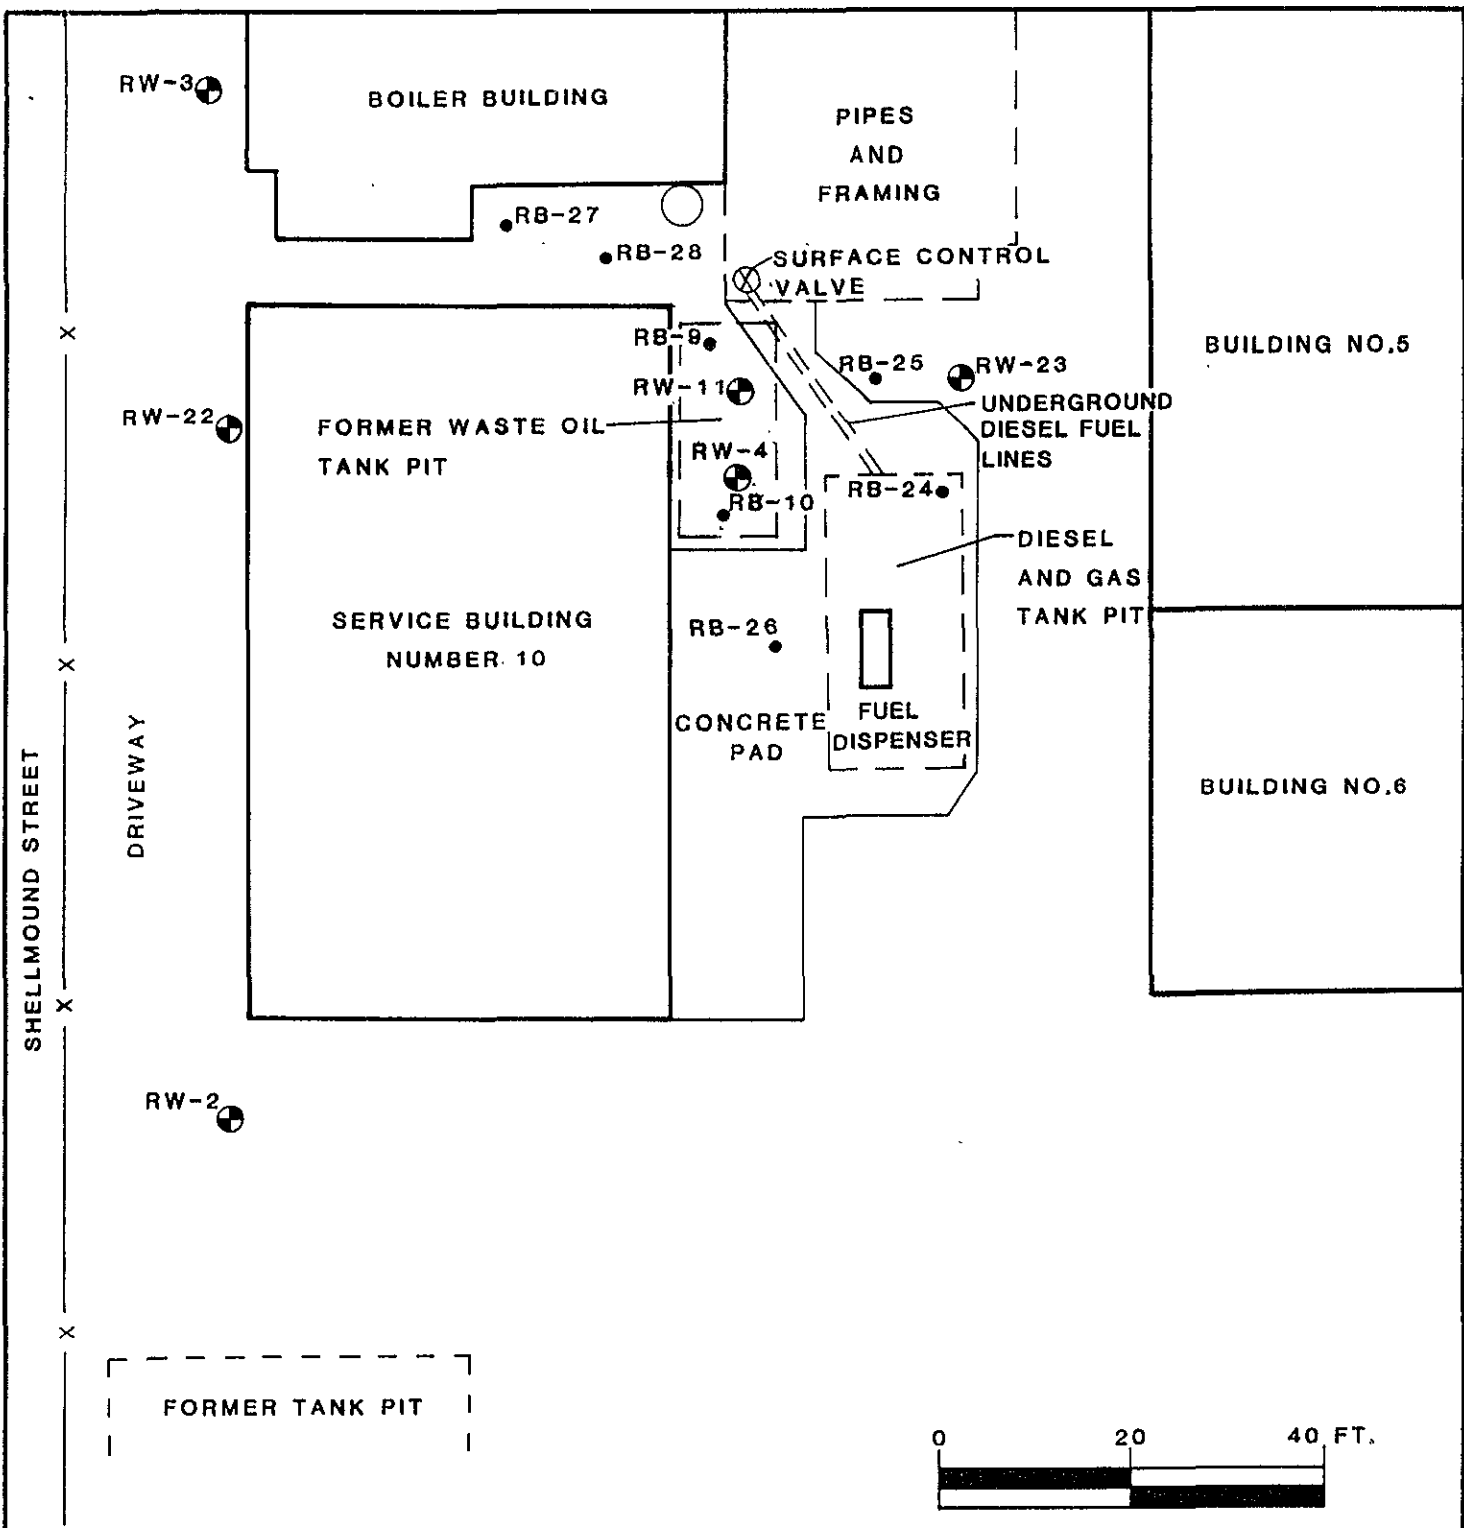 RW-3
BOILER BUILDING
PIPES
AND
FRAMING
RB-27
RB-28
SURFACE CONTROL
VALVE
RB-9
RW-11
RB-25
RW-23
BUILDING NO.5
UNDERGROUND
DIESEL FUEL
LINES
RW-22
FORMER WASTE OIL
TANK PIT
RW-4
RB-10
RB-24
DIESEL
AND GAS
TANK PIT
SERVICE BUILDING
NUMBER 10
RB-26
CONCRETE
PAD
FUEL
DISPENSER
BUILDING NO.6
SHELLMOUND STREET
DRIVEWAY
RW-2
FORMER TANK PIT
0 20 40 FT.